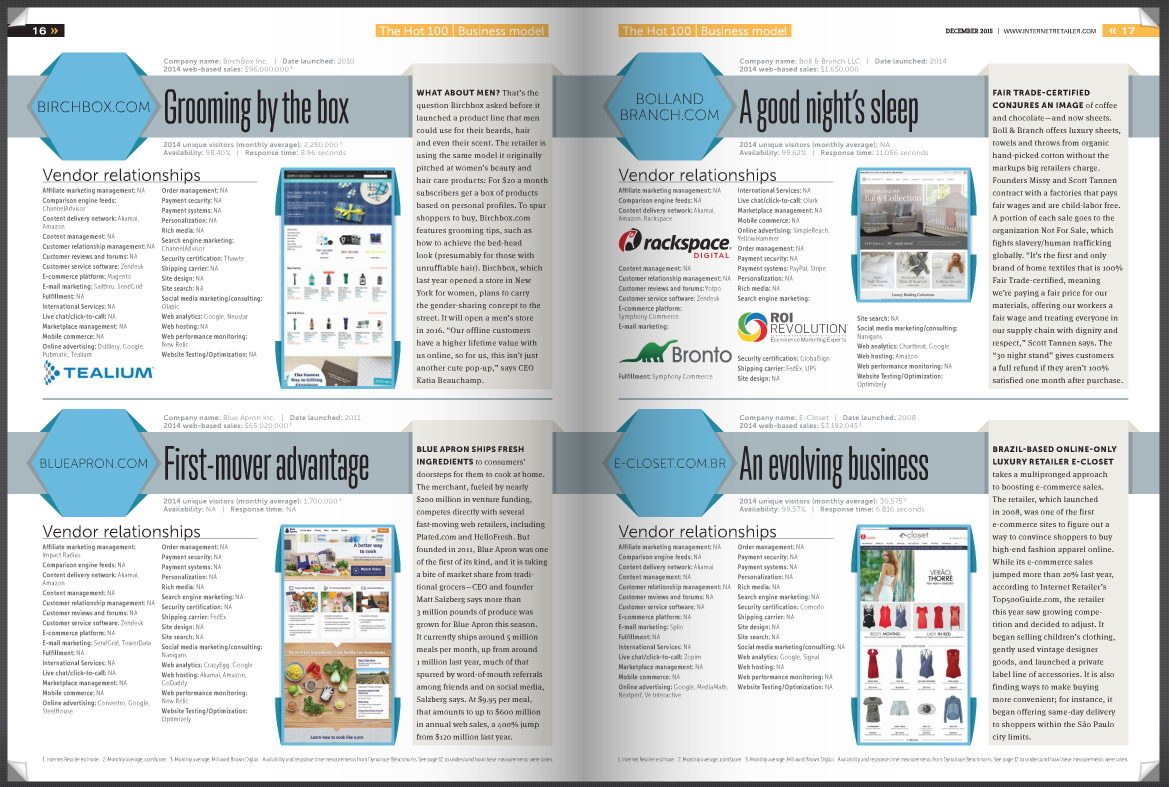 16 »
The Hot 100 | Business model
Company name: BirchBox Inc. | Date launched: 2010
2014 web-based sales: $96,000,000¹
BIRCHBOX.COM
Grooming by the box
2014 unique visitors (monthly average): 2,250,000²
Availability: 98.40% | Response time: 8.96 seconds
Vendor relationships
Affiliate marketing management: NA
Comparison engine feeds:
ChannelAdvisor
Content delivery network: Akamai,
Amazon
Content management: NA
Customer relationship management: NA
Customer reviews and forums: NA
Customer service software: Zendesk
E-commerce platform: Magento
E-mail marketing: Sailthru, SendGrid
Fulfillment: NA
International Services: NA
Live chat/click-to-call: NA
Marketplace management: NA
Mobile commerce: NA
Online advertising: Distillery, Google,
Pubmatic, Tealium
TEALIUM
Order management: NA
Payment security: NA
Payment systems: NA
Personalization: NA
Rich media: NA
Search engine marketing:
ChannelAdvisor
Security certification: Thawte
Shipping carrier: NA
Site design: NA
Site search: NA
Social media marketing/consulting:
Olapic
Web analytics: Google, Neustar
Web hosting: NA
Web performance monitoring:
New Relic
Website Testing/Optimization: NA
BIRCHBOX
WHAT ABOUT MEN? That's the
question Birchbox asked before it
launched a product line that men
could use for their beards, hair
and even their scent. The retailer is
using the same model it originally
pitched at women's beauty and
hair care products: For $20 a month
subscribers get a box of products
based on personal profiles. To spur
shoppers to buy, Birchbox.com
features grooming tips, such as
how to achieve the bed-head
look (presumably for those with
unrufflable hair). Birchbox, which
last year opened a store in New
York for women, plans to carry
the gender-sharing concept to the
street. It will open a men's store
in 2016. "Our offline customers
have a higher lifetime value with
us online, so for us, this isn't just
another cute pop-up," says CEO
Katia Beauchamp.
Company name: Blue Apron Inc. | Date launched: 2011
2014 web-based sales: $65,020,000¹
BLUEAPRON.COM
First-mover advantage
2014 unique visitors (monthly average): 1,700,000³
Availability: NA | Response time: NA
Vendor relationships
Affiliate marketing management:
Impact Radius
Comparison engine feeds: NA
Content delivery network: Akamai,
Amazon
Content management: NA
Customer relationship management: NA
Customer reviews and forums: NA
Customer service software: Zendesk
E-commerce platform: NA
E-mail marketing: SendGrid, TowerData
Fulfillment: NA
International Services: NA
Live chat/click-to-call: NA
Marketplace management: NA
Mobile commerce: NA
Online advertising: Convertro, Google,
SteelHouse
Order management: NA
Payment security: NA
Payment systems: NA
Personalization: NA
Rich media: NA
Search engine marketing: NA
Security certification: NA
Shipping carrier: FedEx
Site design: NA
Site search: NA
Social media marketing/consulting:
Nanigans
Web analytics: CrazyEgg, Google
Web hosting: Akamai, Amazon,
GoDaddy
Web performance monitoring:
New Relic
Website Testing/Optimization:
Optimizely
A better way
to cook
Learn how to cook like a pro
BLUE APRON SHIPS FRESH
INGREDIENTS to consumers'
doorsteps for them to cook at home.
The merchant, fueled by nearly
$200 million in venture funding,
competes directly with several
fast-moving web retailers, including
Plated.com and HelloFresh. But
founded in 2011, Blue Apron was one
of the first of its kind, and it is taking
a bite of market share from tradi-
tional grocers—CEO and founder
Matt Salzberg says more than
3 million pounds of produce was
grown for Blue Apron this season.
It currently ships around 5 million
meals per month, up from around
1 million last year, much of that
spurred by word-of-mouth referrals
among friends and on social media,
Salzberg says. At $9.95 per meal,
that amounts to up to $600 million
in annual web sales, a 400% jump
from $120 million last year.
1. Internet Retailer estimate. 2. Monthly average, comScore. 3. Monthly average, Millward Brown Digital. Availability and response time measurements from Dynatrace Benchmarks. See page 12 to understand how these measurements were taken.
The Hot 100 | Business model
DECEMBER 2015 | WWW.INTERNETRETAILER.COM
« 17
Company name: Boll & Branch LLC | Date launched: 2014
2014 web-based sales: $1,650,000
BOLLAND
BRANCH.COM
A good night's sleep
2014 unique visitors (monthly average): NA
Availability: 99.62% | Response time: 11.056 seconds
Vendor relationships
Affiliate marketing management: NA
Comparison engine feeds: NA
Content delivery network: Akamai,
Amazon, Rackspace
rackspace
DIGITAL
Content management: NA
Customer relationship management: NA
Customer reviews and forums: Yotpo
Customer service software: Zendesk
E-commerce platform:
Symphony Commerce
E-mail marketing:
Bronto
Fulfillment: Symphony Commerce
International Services: NA
Live chat/click-to-call: Olark
Marketplace management: NA
Mobile commerce: NA
Online advertising: SimpleReach,
YellowHammer
Order management: NA
Payment security: NA
Payment systems: PayPal, Stripe
Personalization: NA
Rich media: NA
Search engine marketing:
ROI
REVOLUTION
Ecommerce Marketing Experts
Security certification: GlobalSign
Shipping carrier: FedEx, UPS
Site design: NA
Introducing our
Baby Collection
Luxury Bedding Collections
Site search: NA
Social media marketing/consulting:
Nanigans
Web analytics: Chartbeat, Google
Web hosting: Amazon
Web performance monitoring: NA
Website Testing/Optimization:
Optimizely
FAIR TRADE-CERTIFIED
CONJURES AN IMAGE of coffee
and chocolate—and now sheets.
Boll & Branch offers luxury sheets,
towels and throws from organic
hand-picked cotton without the
markups big retailers charge.
Founders Missy and Scott Tannen
contract with a factories that pays
fair wages and are child-labor free.
A portion of each sale goes to the
organization Not For Sale, which
fights slavery/human trafficking
globally. "It's the first and only
brand of home textiles that is 100%
Fair Trade-certified, meaning
we're paying a fair price for our
materials, offering our workers a
fair wage and treating everyone in
our supply chain with dignity and
respect," Scott Tannen says. The
"30 night stand" gives customers
a full refund if they aren't 100%
satisfied one month after purchase.
Company name: E-Closet | Date launched: 2008
2014 web-based sales: $3,192,045¹
E-CLOSET.COM.BR
An evolving business
2014 unique visitors (monthly average): 30,575³
Availability: 99.57% | Response time: 6.816 seconds
Vendor relationships
Affiliate marketing management: NA
Comparison engine feeds: NA
Content delivery network: Akamai
Content management: NA
Customer relationship management: NA
Customer reviews and forums: NA
Customer service software: NA
E-commerce platform: NA
E-mail marketing: Splio
Fulfillment: NA
International Services: NA
Live chat/click-to-call: Zopim
Marketplace management: NA
Mobile commerce: NA
Online advertising: Google, MediaMath,
Nextperf, Ve Interactive
Order management: NA
Payment security: NA
Payment systems: NA
Personalization: NA
Rich media: NA
Search engine marketing: NA
Security certification: Comodo
Shipping carrier: NA
Site design: NA
Site search: NA
Social media marketing/consulting: NA
Web analytics: Google, Signal
Web hosting: NA
Web performance monitoring: NA
Website Testing/Optimization: NA
e-closet
VERÃO,
THORRE
BODY MOVING
LADY IN RED
BRAZIL-BASED ONLINE-ONLY
LUXURY RETAILER E-CLOSET
takes a multipronged approach
to boosting e-commerce sales.
The retailer, which launched
in 2008, was one of the first
e-commerce sites to figure out a
way to convince shoppers to buy
high-end fashion apparel online.
While its e-commerce sales
jumped more than 20% last year,
according to Internet Retailer's
Top500Guide.com, the retailer
this year saw growing compe-
tition and decided to adjust. It
began selling children's clothing,
gently used vintage designer
goods, and launched a private
label line of accessories. It is also
finding ways to make buying
more convenient; for instance, it
began offering same-day delivery
to shoppers within the São Paulo
city limits.
1. Internet Retailer estimate. 2. Monthly average, comScore. 3. Monthly average, Millward Brown Digital. Availability and response time measurements from Dynatrace Benchmarks. See page 12 to understand how these measurements were taken.